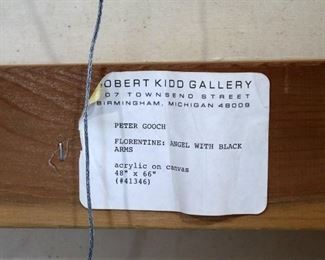 ROBERT KIDD GALLERY
07 TOWNSEND STREET
BIRMINGHAM, MICHIGAN 48009
PETER GOOCH
FLORENTINE: ANGEL WITH BLACK
ARMS
acrylic on canvas
48" x 66"
(#41346)